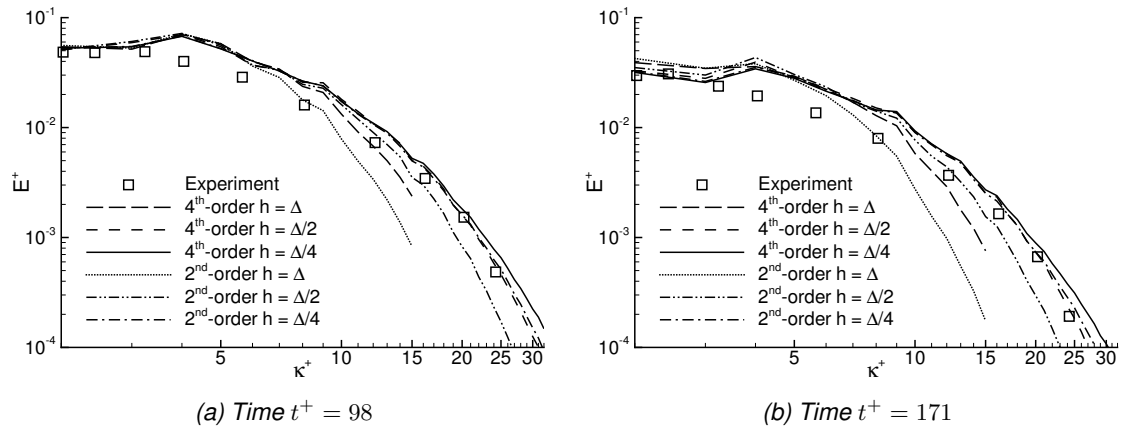 10⁻¹
10⁻²
10⁻³
10⁻⁴
E⁺
Experiment
4ᵗʰ-order h = Δ
4ᵗʰ-order h = Δ/2
4ᵗʰ-order h = Δ/4
2ⁿᵈ-order h = Δ
2ⁿᵈ-order h = Δ/2
2ⁿᵈ-order h = Δ/4
5 10 15 20 25 30
κ⁺
(a) Time t⁺ = 98
10⁻¹
10⁻²
10⁻³
10⁻⁴
E⁺
Experiment
4ᵗʰ-order h = Δ
4ᵗʰ-order h = Δ/2
4ᵗʰ-order h = Δ/4
2ⁿᵈ-order h = Δ
2ⁿᵈ-order h = Δ/2
2ⁿᵈ-order h = Δ/4
5 10 15 20 25 30
κ⁺
(b) Time t⁺ = 171